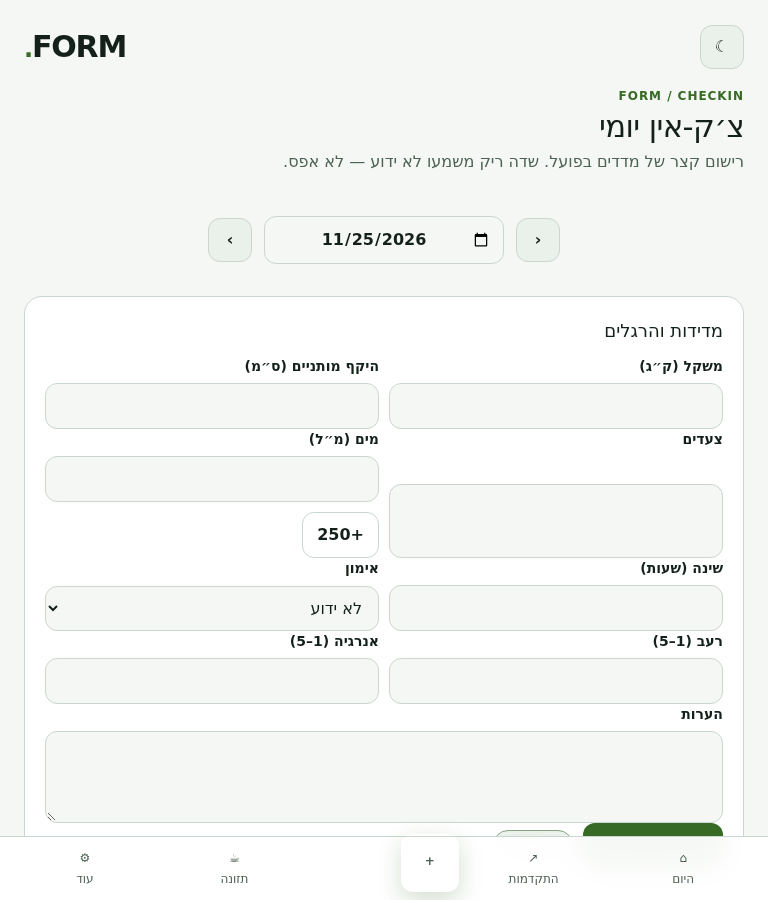 FORM.
☾
FORM / CHECKIN
צ׳ק-אין יומי
רישום קצר של מדדים בפועל. שדה ריק משמעו לא ידוע — לא אפס.
11/25/2026
מדידות והרגלים
משקל (ק״ג)
היקף מותניים (ס״מ)
צעדים
מים (מ״ל)
+250
שינה (שעות)
אימון
לא ידוע
רעב (1–5)
אנרגיה (1–5)
הערות
היום
התקדמות
+
תזונה
עוד